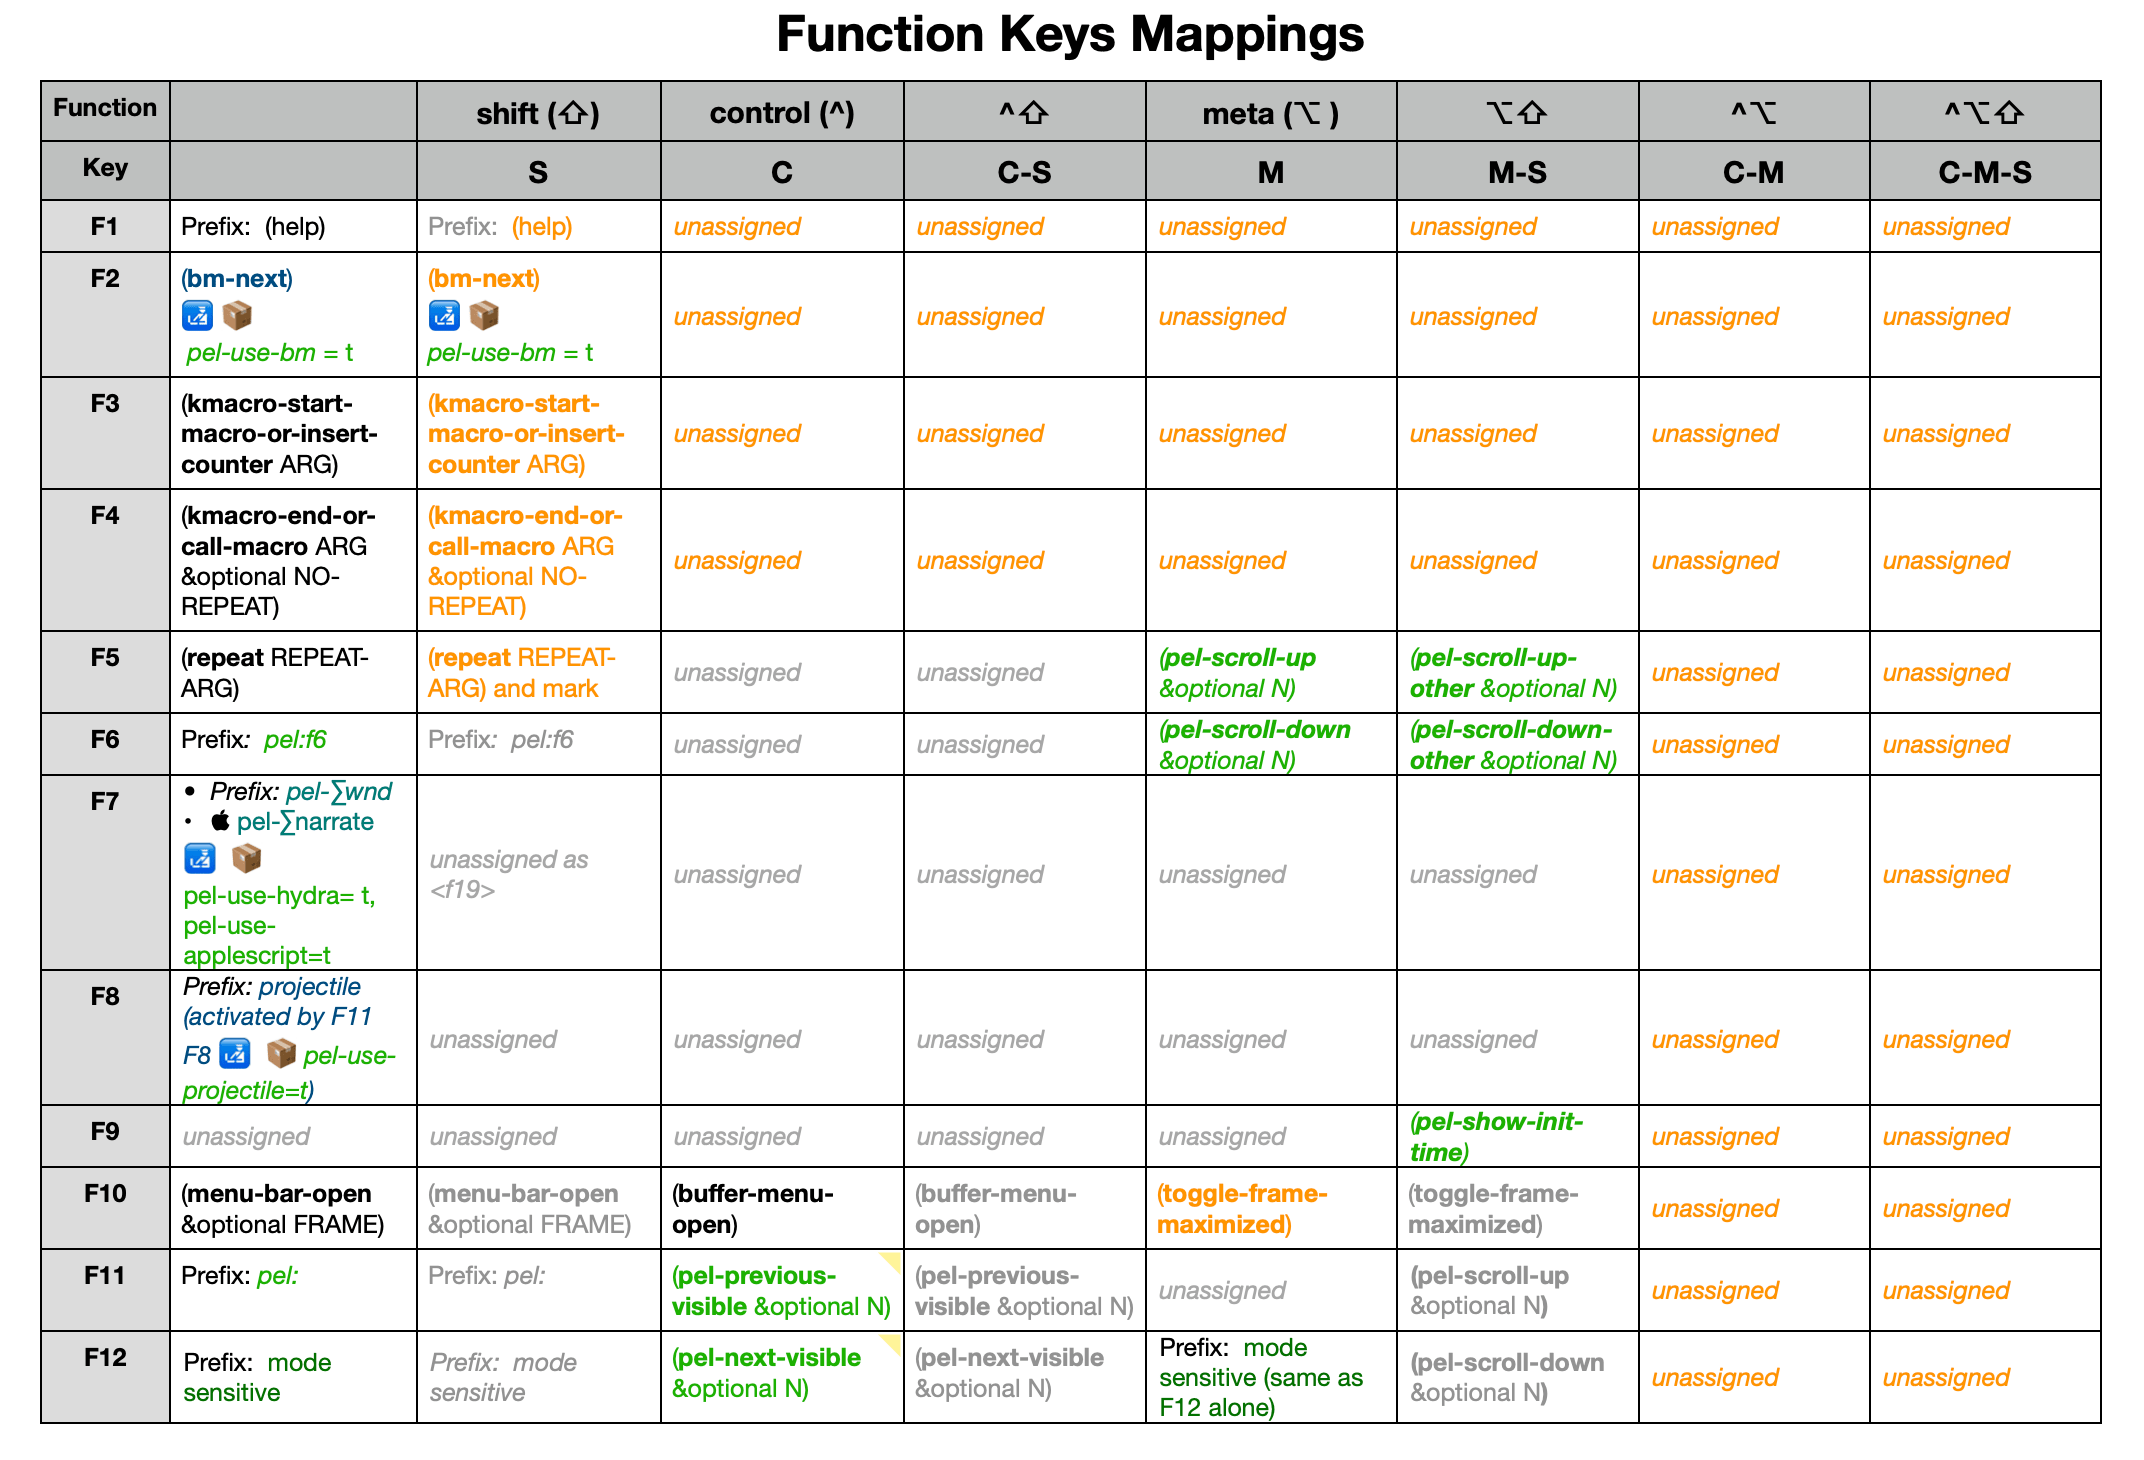 Function Keys Mappings
Function shift (⇧) control (^) ^⇧ meta (⌥ ) ⌥⇧ ^⌥ ^⌥⇧
Key S C C-S M M-S C-M C-M-S
F1 Prefix: (help) Prefix: (help) unassigned unassigned unassigned unassigned unassigned unassigned
F2 (bm-next) (bm-next)
unassigned unassigned unassigned unassigned unassigned unassigned
pel-use-bm = t pel-use-bm = t
F3 (kmacro-start- (kmacro-start-
macro-or-insert- macro-or-insert- unassigned unassigned unassigned unassigned unassigned unassigned
counter ARG) counter ARG)
F4 (kmacro-end-or- (kmacro-end-or-
call-macro ARG call-macro ARG unassigned unassigned unassigned unassigned unassigned unassigned
&optional NO- &optional NO-
REPEAT) REPEAT)
F5 (repeat REPEAT- (repeat REPEAT- unassigned unassigned (pel-scroll-up (pel-scroll-up- unassigned unassigned
ARG) ARG) and mark &optional N) other &optional N)
F6 Prefix: pel:f6 Prefix: pel:f6 unassigned unassigned (pel-scroll-down (pel-scroll-down- unassigned unassigned
&optional N) other &optional N)
F7 • Prefix: pel-∑wnd
• pel-∑narrate
unassigned as unassigned unassigned unassigned unassigned unassigned unassigned
<f19>
pel-use-hydra= t,
pel-use-
applescript=t
F8 Prefix: projectile
(activated by F11
F8 pel-use- unassigned unassigned unassigned unassigned unassigned unassigned unassigned
projectile=t)
F9 unassigned unassigned unassigned unassigned unassigned (pel-show-init- unassigned unassigned
time)
F10 (menu-bar-open (menu-bar-open (buffer-menu- (buffer-menu- (toggle-frame- (toggle-frame- unassigned unassigned
&optional FRAME) &optional FRAME) open) open) maximized) maximized)
F11 Prefix: pel: Prefix: pel: (pel-previous- (pel-previous- unassigned (pel-scroll-up unassigned unassigned
visible &optional N) visible &optional N) &optional N)
F12 Prefix: mode Prefix: mode (pel-next-visible (pel-next-visible Prefix: mode (pel-scroll-down unassigned unassigned
sensitive sensitive &optional N) &optional N) sensitive (same as &optional N)
F12 alone)